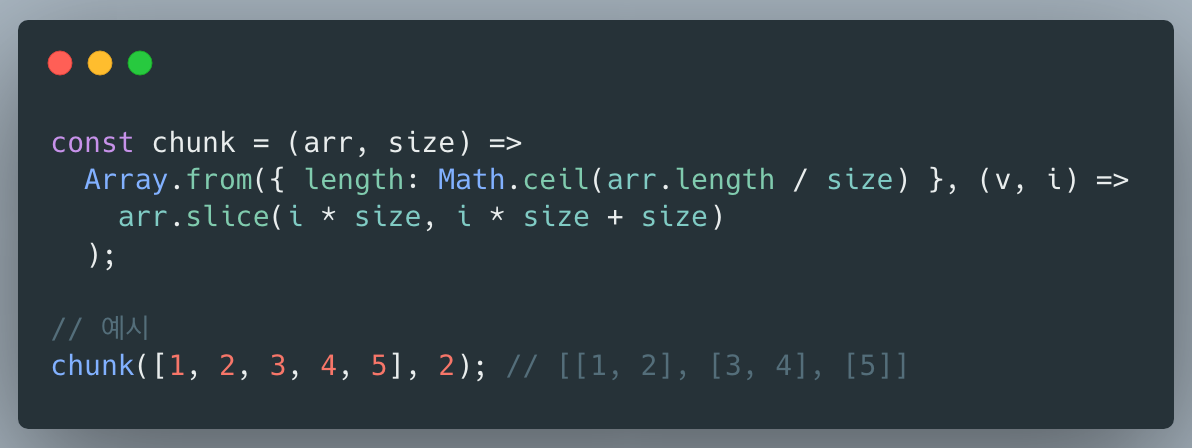 const chunk = (arr, size) =>
  Array.from({ length: Math.ceil(arr.length / size) }, (v, i) =>
    arr.slice(i * size, i * size + size)
  );

// 예시
chunk([1, 2, 3, 4, 5], 2); // [[1, 2], [3, 4], [5]]